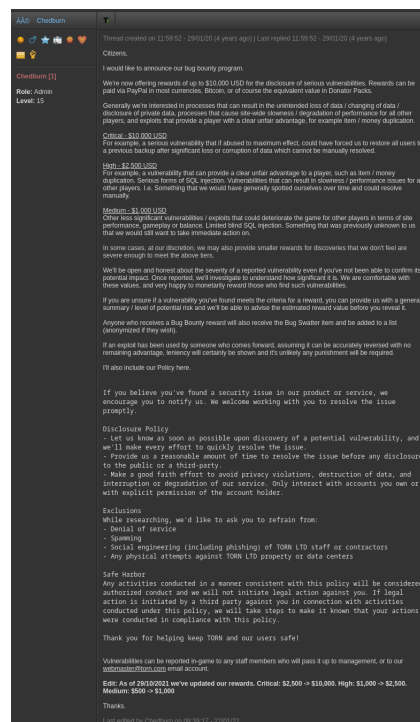 ÄÃ© Chedburn
Thread created on 11:59:52 - 29/01/20 (4 years ago) | Last replied 11:59:52 - 29/01/20 (4 years ago)
Chedburn [1]
Role: Admin
Level: 15
Citizens.
I would like to announce our bug bounty program.
We're now offering rewards of up to $10,000 USD for the disclosure of serious vulnerabilities. Rewards can be
paid via PayPal in most currencies, Bitcoin, or of course the equivalent value in Donator Packs.
Generally we're interested in processes that can result in the unintended loss of data / changing of data /
disclosure of private data, processes that cause site-wide slowness / degradation of performance for all other
players, and exploits that provide a player with a clear unfair advantage, for example item / money duplication.
Critical - $10,000 USD
For example, a serious vulnerability that if abused to maximum effect, could have forced us to restore all users to
a previous backup after significant loss or corruption of data which cannot be manually resolved.
High - $2,500 USD
For example, a vulnerability that can provide a clear unfair advantage to a player, such as item / money
duplication. Serious forms of SQL injection. Vulnerabilities that can result in slowness / performance issues for all
other players. I.e. Something that we would have generally spotted ourselves over time and could resolve
manually.
Medium - $1,000 USD
Other less significant vulnerabilities / exploits that could deteriorate the game for other players in terms of site
performance, gameplay or balance. Limited blind SQL injection. Something that was previously unknown to us
that we would still want to take immediate action on.
In some cases, at our discretion, we may also provide smaller rewards for discoveries that we don't feel are
severe enough to meet the above tiers.
We'll be open and honest about the severity of a reported vulnerability even if you've not been able to confirm its
potential impact. Once reported, we'll investigate to understand how significant it is. We are comfortable with
these values, and very happy to monetarily reward those who find such vulnerabilities.
If you are unsure if a vulnerability you've found meets the criteria for a reward, you can provide us with a general
summary / level of potential risk and we'll be able to advise the estimated reward value before you reveal it.
Anyone who receives a Bug Bounty reward will also receive the Bug Swatter item and be added to a list
(anonymized if they wish).
If an exploit has been used by someone who comes forward, assuming it can be accurately reversed with no
remaining advantage, leniency will certainly be shown and it's unlikely any punishment will be required.
I'll also include our Policy here.
If you believe you've found a security issue in our product or service, we
encourage you to notify us. We welcome working with you to resolve the issue
promptly.
Disclosure Policy
- Let us know as soon as possible upon discovery of a potential vulnerability, and
we'll make every effort to quickly resolve the issue.
- Provide us a reasonable amount of time to resolve the issue before any disclosure
to the public or a third-party.
- Make a good faith effort to avoid privacy violations, destruction of data, and
interruption or degradation of our service. Only interact with accounts you own or
with explicit permission of the account holder.
Exclusions
While researching, we'd like to ask you to refrain from:
- Denial of service
- Spamming
- Social engineering (including phishing) of TORN LTD staff or contractors
- Any physical attempts against TORN LTD property or data centers
Safe Harbor
Any activities conducted in a manner consistent with this policy will be considered
authorized conduct and we will not initiate legal action against you. If legal
action is initiated by a third party against you in connection with activities
conducted under this policy, we will take steps to make it known that your actions
were conducted in compliance with this policy.
Thank you for helping keep TORN and our users safe!
Vulnerabilities can be reported in-game to any staff members who will pass it up to management, or to our
webmaster@torn.com email account.
Edit: As of 29/10/2021 we've updated our rewards. Critical: $2,500 -> $10,000. High: $1,000 -> $2,500.
Medium: $500 -> $1,000
Thanks.
Last edited by Chedburn on